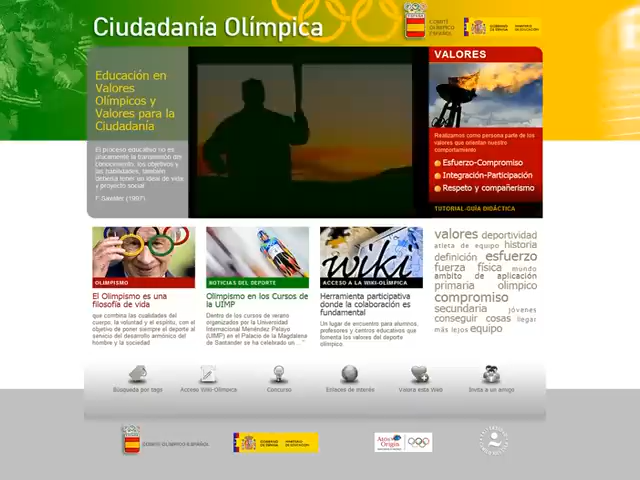 Ciudadanía Olímpica
COMITÉ
OLÍMPICO
ESPAÑOL
GOBIERNO
DE ESPAÑA
MINISTERIO
DE EDUCACIÓN
Educación en
Valores
Olímpicos y
Valores para la
Ciudadanía
El proceso educativo no es
únicamente la transmisión del
conocimiento, los objetivos y
las habilidades, también
debería tener un ideal de vida
y proyecto social
F. Savater (1997)
VALORES
Realizarnos como persona parte de los
valores que orientan nuestro
comportamiento
Esfuerzo-Compromiso
Integración-Participación
Respeto y compañerismo
TUTORIAL-GUÍA DIDÁCTICA
OLIMPISMO
El Olimpismo es una
filosofía de vida
que combina las cualidades del
cuerpo, la voluntad y el espíritu, con el
objetivo de poner siempre el deporte al
servicio del desarrollo armónico del
hombre y la sociedad
NOTICIAS DEL DEPORTE
Olimpismo en los Cursos de
la UIMP
Dentro de los cursos de
verano organizados por la Universidad
Internacional Menéndez Pelayo
(UIMP) en el Palacio de la Magdalena
de Santander se ha celebrado un... "
wiki
ACCESO A LA WIKI-OLÍMPICA
Herramienta participativa
donde la colaboración es
fundamental
Un lugar de encuentro para alumnos,
profesores y centros educativos que
fomenta los valores del deporte
olímpico
valores deportividad
atleta de equipo historia
definición esfuerzo
fuerza física mundo
ambito de aplicación
primaria olimpico
compromiso
secundaria jóvenes
conseguir cosas llegar
más lejos equipo
Búsqueda por tags
Acceso Wiki-Olímpica
Concurso
Enlaces de interés
Valora esta Web
Invita a un amigo
COMITÉ OLÍMPICO ESPAÑOL
GOBIERNO
DE ESPAÑA
MINISTERIO
DE EDUCACIÓN
Atos
Origin